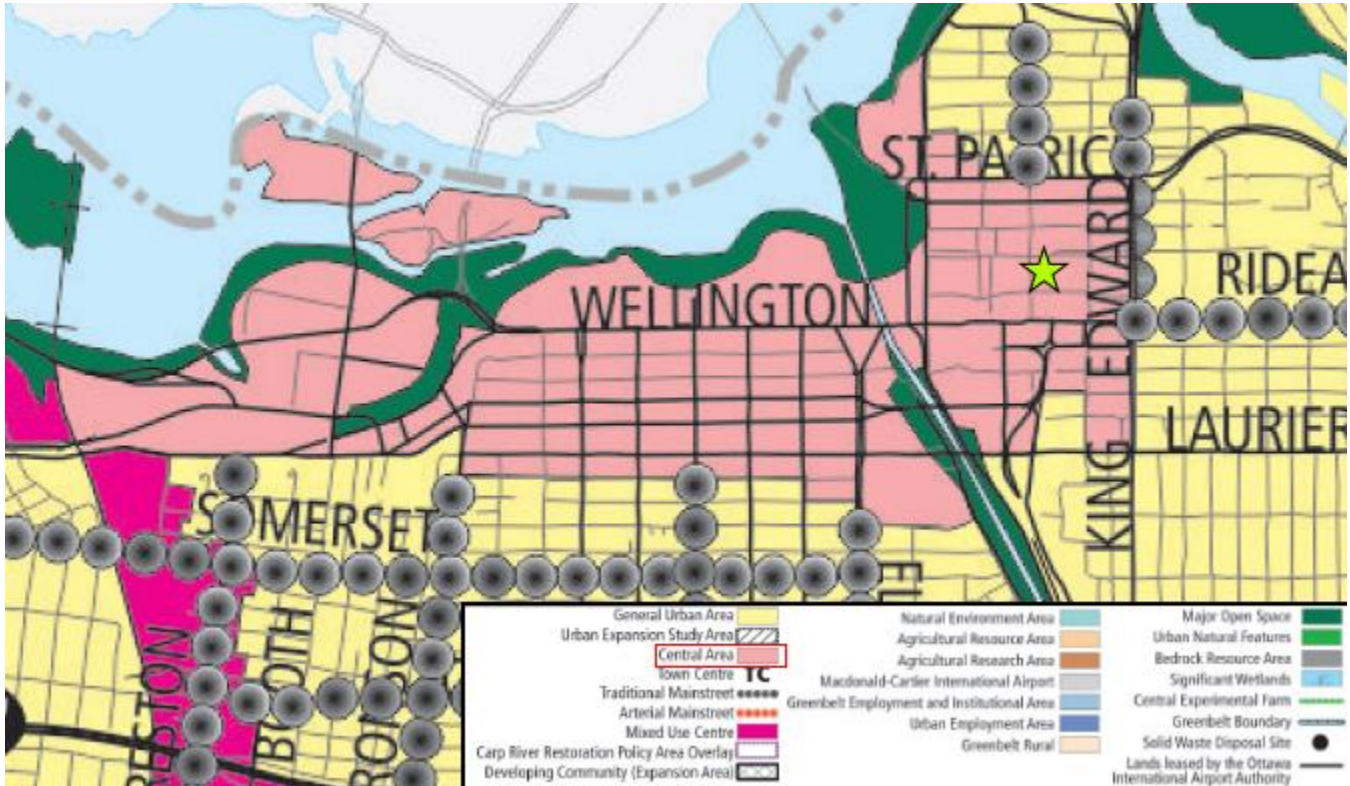 ST. PATRIC
KING EDWARD
RIDEA
WELLINGTON
LAURIER
SOMERSET
BOOTH
General Urban Area
Urban Expansion Study Area
Central Area
Town Centre TC
Traditional Mainstreet
Arterial Mainstreet
Mixed Use Centre
Carp River Restoration Policy Area Overlay
Developing Community (Expansion Area)
Natural Environment Area
Agricultural Resource Area
Agricultural Research Area
Macdonald-Cartier International Airport
Greenbelt Employment and Institutional Area
Urban Employment Area
Greenbelt Rural
Major Open Space
Urban Natural Features
Bedrock Resource Area
Significant Wetlands
Central Experimental Farm
Greenbelt Boundary
Solid Waste Disposal Site
Lands leased by the Ottawa
International Airport Authority